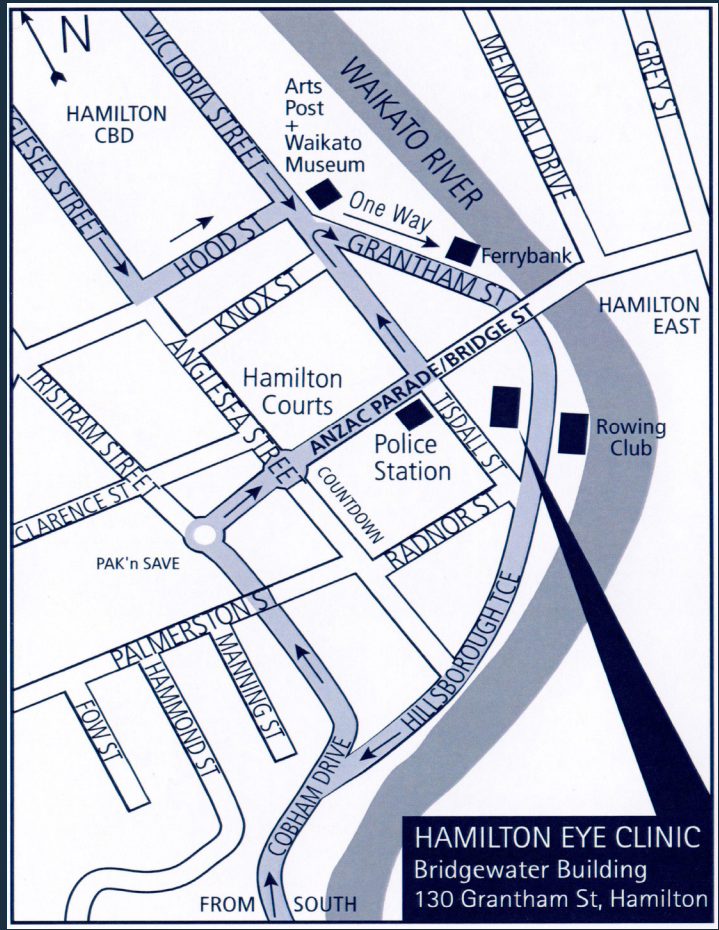 N
VICTORIA STREET
HAMILTON
CBD
GLESEA STREET
Arts
Post
+
Waikato
Museum
WAIKATO RIVER
MEMORIAL DRIVE
GREY ST
One Way
HOOD ST
GRANTHAM ST
Ferrybank
KNOX ST
HAMILTON
EAST
ANGLESEA STREET
Hamilton
Courts
ANZAC PARADE/BRIDGE ST
TRISTRAM STREET
TISDALL ST
Police
Station
Rowing
Club
CLARENCE ST
COUNTDOWN
RADNOR ST
PAK'n SAVE
PALMERSTON S
HILLSBOROUGH TCE
MANNING ST
HAMMOND ST
FOW ST
COBHAM DRIVE
FROM SOUTH
HAMILTON EYE CLINIC
Bridgewater Building
130 Grantham St, Hamilton